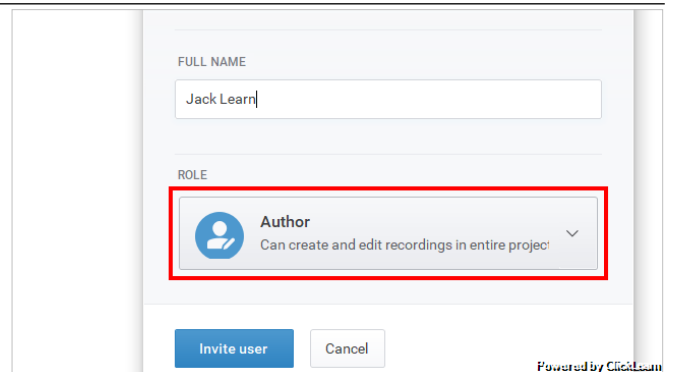 FULL NAME
Jack Learn
ROLE
Author
Can create and edit recordings in entire project
Invite user
Cancel
Powered by ClickLearn